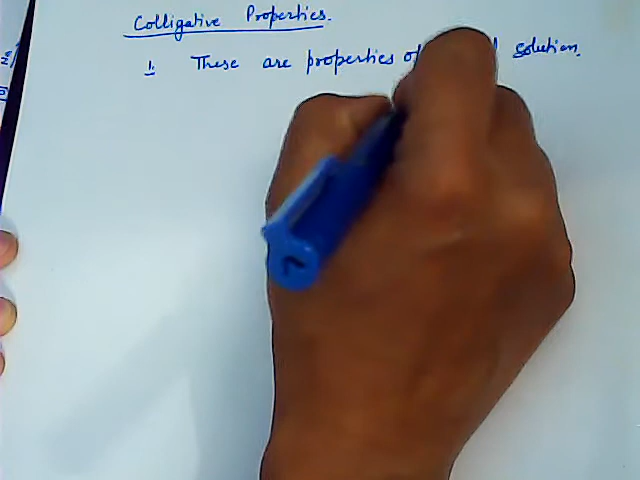 Colligative Properties.
1. These are properties of solution.